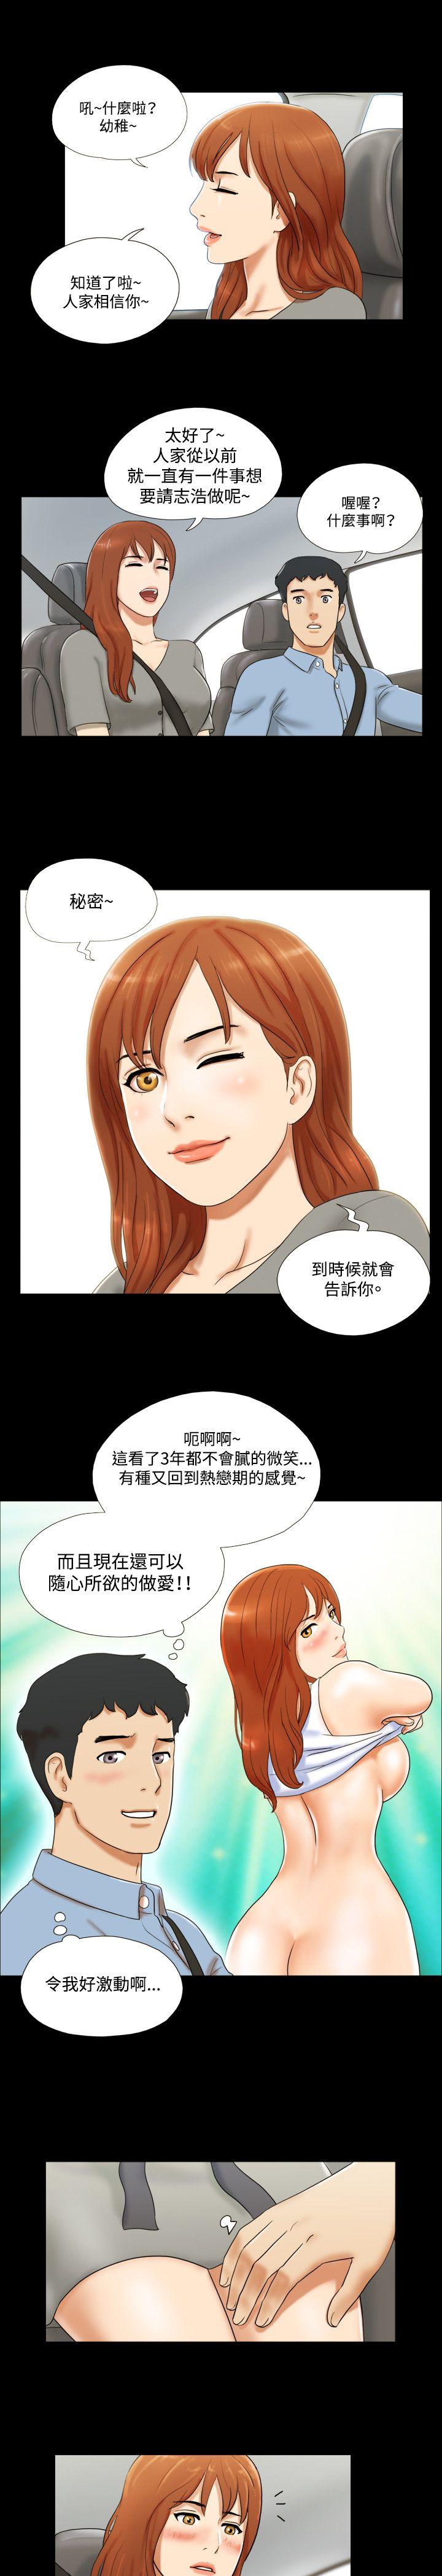 吼~什麼啦?
幼稚~
知道了啦~
人家相信你~
太好了~
人家從以前
就一直有一件事想
要請志浩做呢~
喔喔?
什麼事啊?
秘密~
到時候就會
告訴你。
呃啊啊~
這看了3年都不會膩的微笑...
有種又回到熱戀期的感覺~
而且現在還可以
隨心所欲的做愛!!
令我好激動啊...